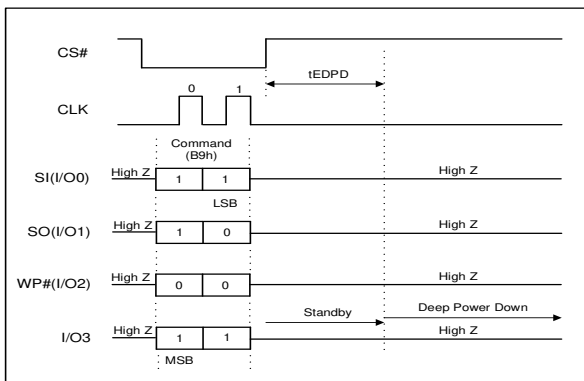 CS#
tEDPD
0 1
CLK
Command
(B9h)
High Z High Z
SI(I/O0) 1 1
LSB
High Z High Z
SO(I/O1) 1 0
High Z High Z
WP#(I/O2) 0 0
Standby Deep Power Down
High Z High Z
I/O3 1 1
MSB